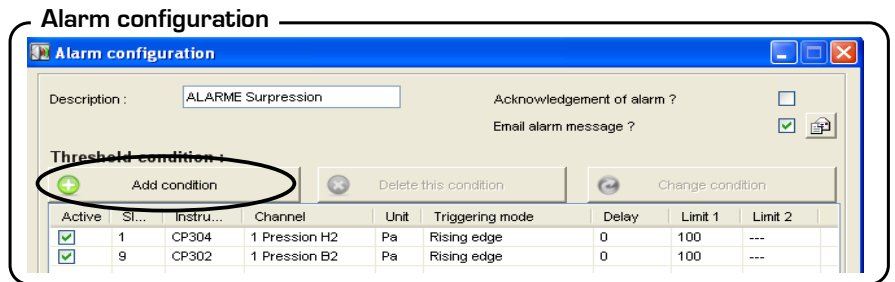 Alarm configuration
Alarm configuration
Description : ALARME Surpression Acknowledgement of alarm ?
Email alarm message ?
Threshold condition :
Add condition Delete this condition Change condition
Active Sl... Instru... Channel Unit Triggering mode Delay Limit 1 Limit 2
1 CP304 1 Pression H2 Pa Rising edge 0 100 ---
9 CP302 1 Pression B2 Pa Rising edge 0 100 ---